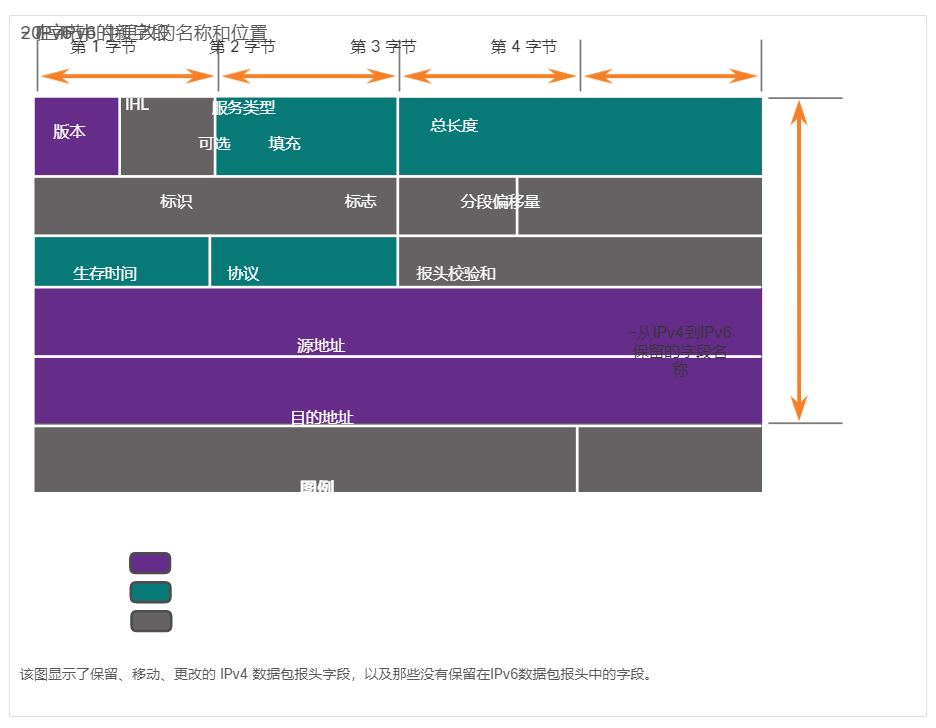 第 1 字节 第 2 字节 第 3 字节 第 4 字节
版本 IHL 服务类型 总长度
可选 填充
标识 标志 分段偏移量
生存时间 协议 报头校验和
源地址
-从IPv4到IPv6
保留的字段名
称
目的地址
图例
该图显示了保留、移动、更改的 IPv4 数据包报头字段，以及那些没有保留在IPv6数据包报头中的字段。